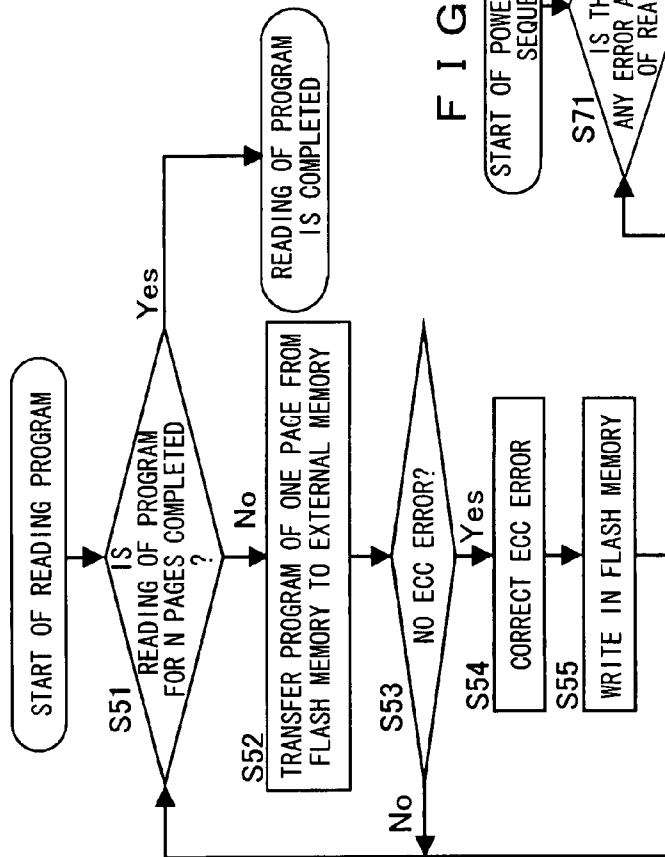 START OF READING PROGRAM
S51
IS
READING OF PROGRAM
FOR N PAGES COMPLETED
?
Yes
READING OF PROGRAM
IS COMPLETED
No
S52
TRANSFER PROGRAM OF ONE PAGE FROM
FLASH MEMORY TO EXTERNAL MEMORY
S53
NO ECC ERROR?
No
Yes
S54
CORRECT ECC ERROR
S55
WRITE IN FLASH MEMORY
FIG
START OF POWE
SEQUE
S71
IS TH
ANY ERROR A
OF REA